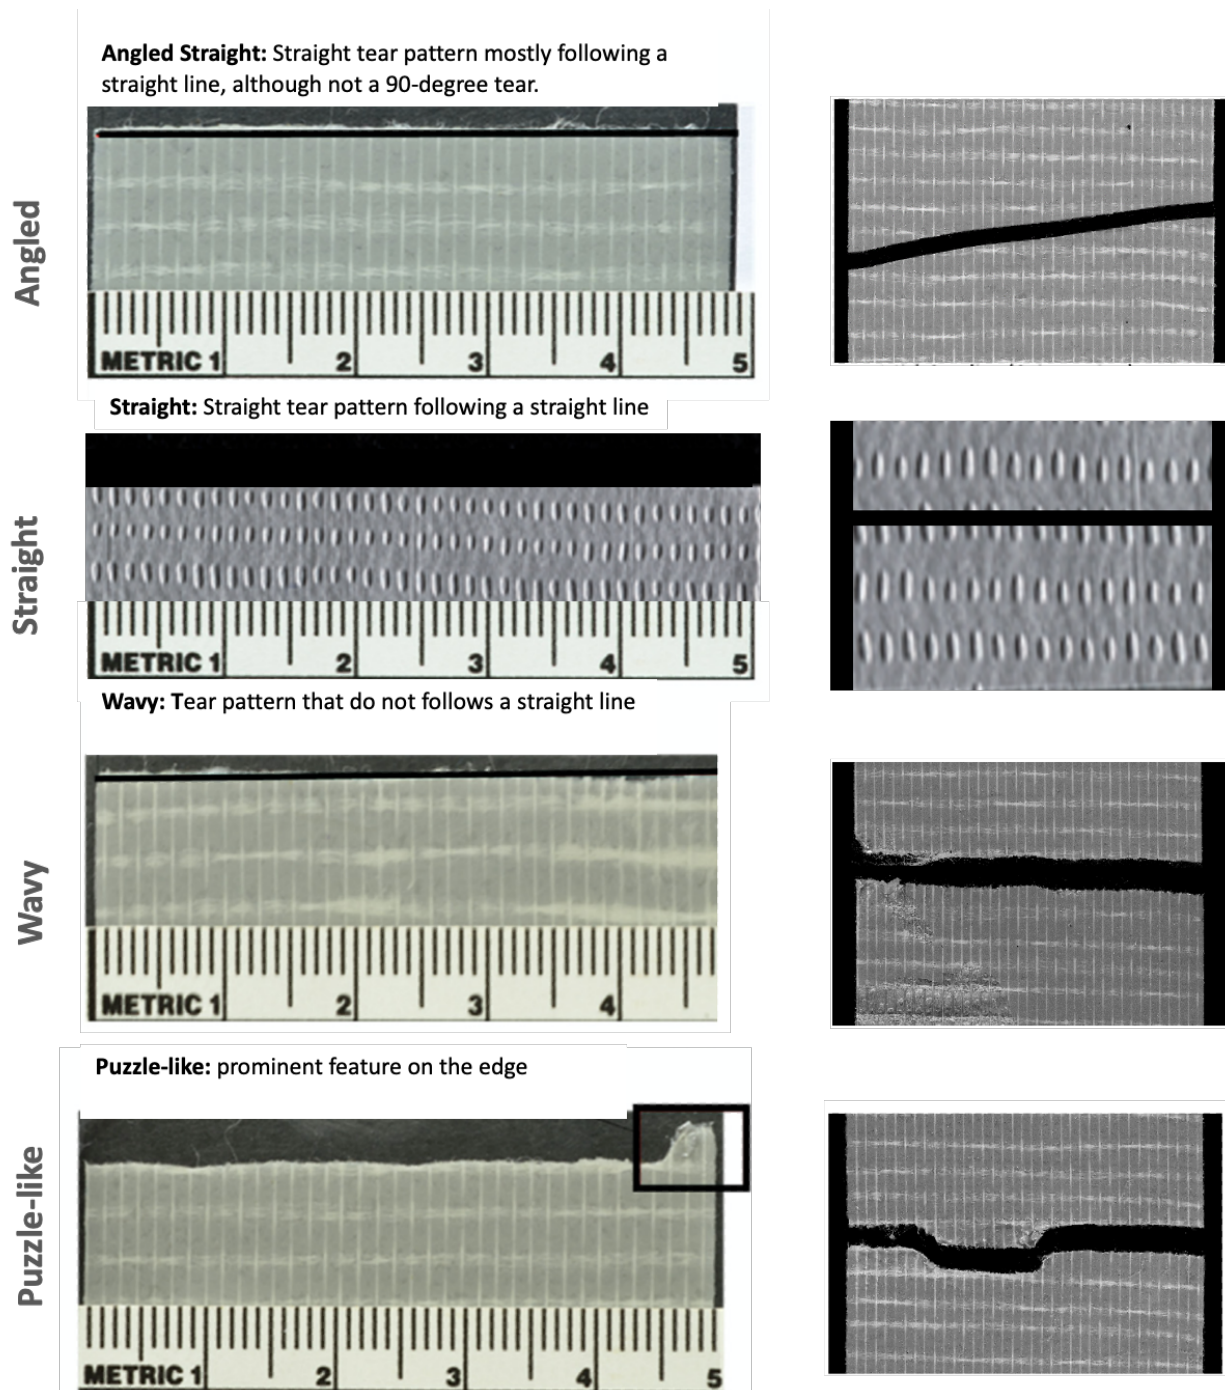 Angled Straight: Straight tear pattern mostly following a
straight line, although not a 90-degree tear.
Angled
METRIC 1 2 3 4 5
Straight: Straight tear pattern following a straight line
Straight
METRIC 1 2 3 4 5
Wavy: Tear pattern that do not follows a straight line
Wavy
METRIC 1 2 3 4
Puzzle-like: prominent feature on the edge
Puzzle-like
METRIC 1 2 3 4 5